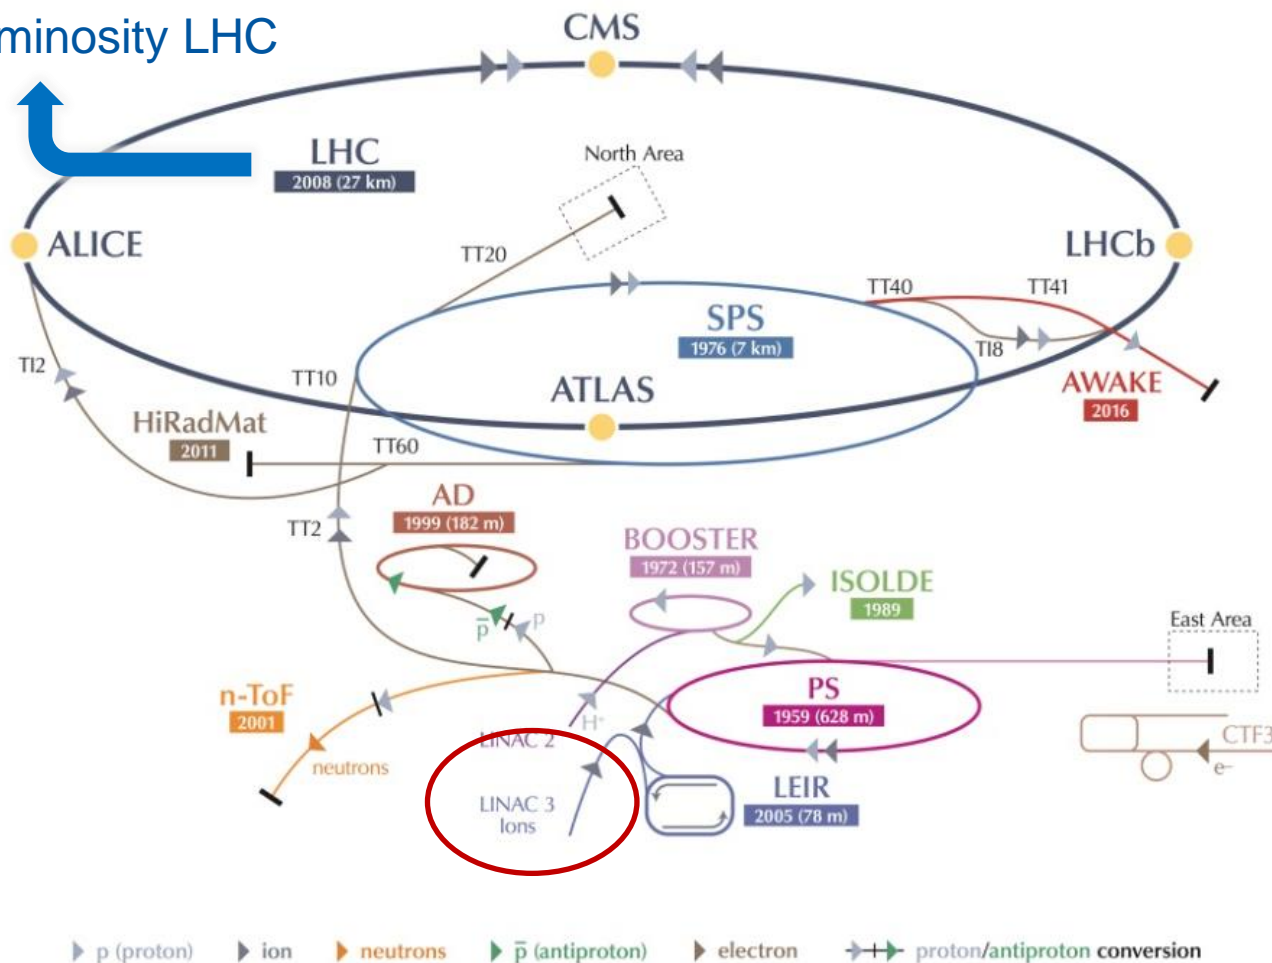 minosity LHC
CMS
LHC
2008 (27 km)
North Area
ALICE
LHCb
TT20
TT40
TT41
SPS
1976 (7 km)
TI8
TI2
TT10
ATLAS
AWAKE
2016
HiRadMat
2011
TT60
AD
1999 (182 m)
TT2
BOOSTER
1972 (157 m)
ISOLDE
1989
p̅
p
East Area
n-ToF
2001
PS
1959 (628 m)
neutrons
LINAC 2
CTF3
e–
LINAC 3
Ions
LEIR
2005 (78 m)
p (proton)
ion
neutrons
p̅ (antiproton)
electron
proton/antiproton conversion